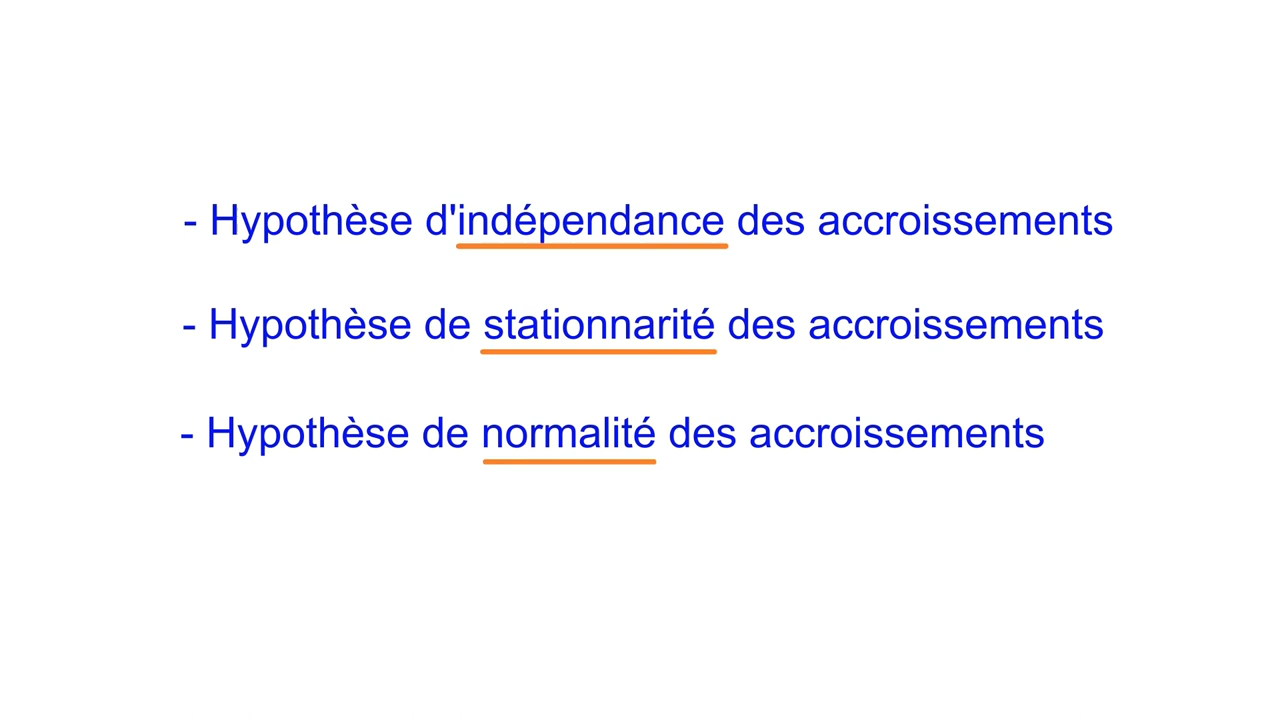 - Hypothèse d'indépendance des accroissements
- Hypothèse de stationnarité des accroissements
- Hypothèse de normalité des accroissements